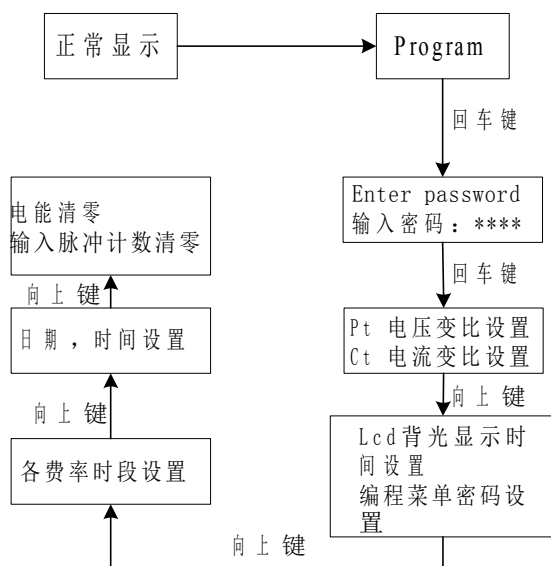 正常显示
Program
回车键
Enter password
输入密码：****
回车键
Pt 电压变比设置
Ct 电流变比设置
向上键
Lcd背光显示时
间设置
编程菜单密码设
置
向上键
各费率时段设置
向上键
日期，时间设置
向上键
电能清零
输入脉冲计数清零